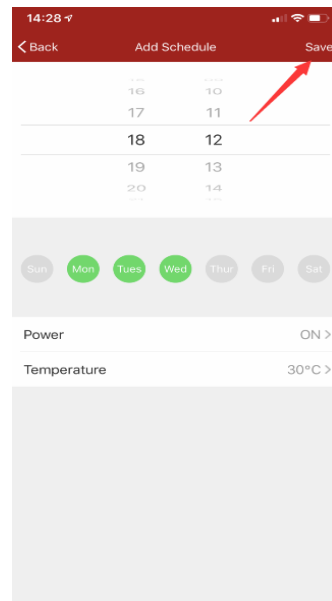 14:28
Back Add Schedule Save
16 10
17 11
18 12
19 13
20 14
Sun Mon Tues Wed Thur Fri Sat
Power ON >
Temperature 30°C >